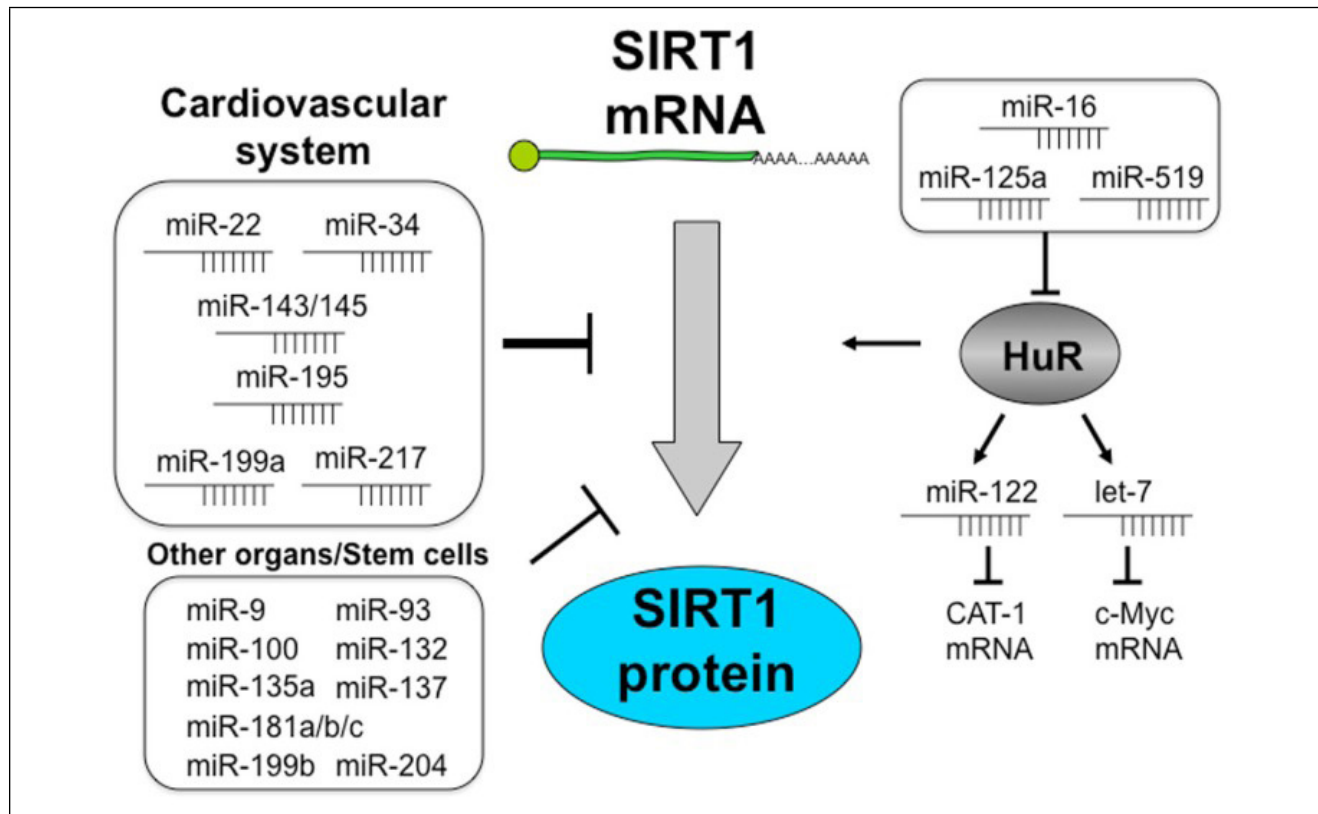 SIRT1
mRNA
AAAA...AAAAA
Cardiovascular
system
miR-22 miR-34
miR-143/145
miR-195
miR-199a miR-217
Other organs/Stem cells
miR-9 miR-93
miR-100 miR-132
miR-135a miR-137
miR-181a/b/c
miR-199b miR-204
SIRT1
protein
miR-16
miR-125a miR-519
HuR
miR-122 let-7
CAT-1 c-Myc
mRNA mRNA